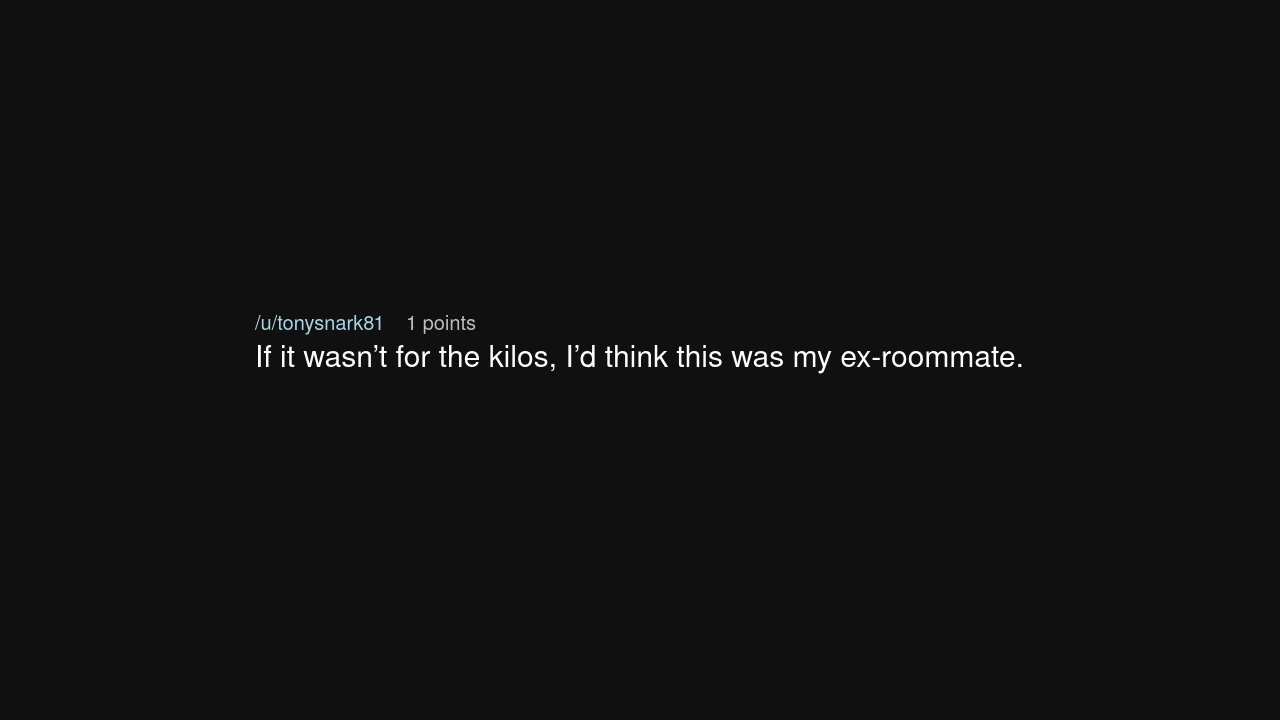 /u/tonysnark81 1 points
If it wasn’t for the kilos, I’d think this was my ex-roommate.